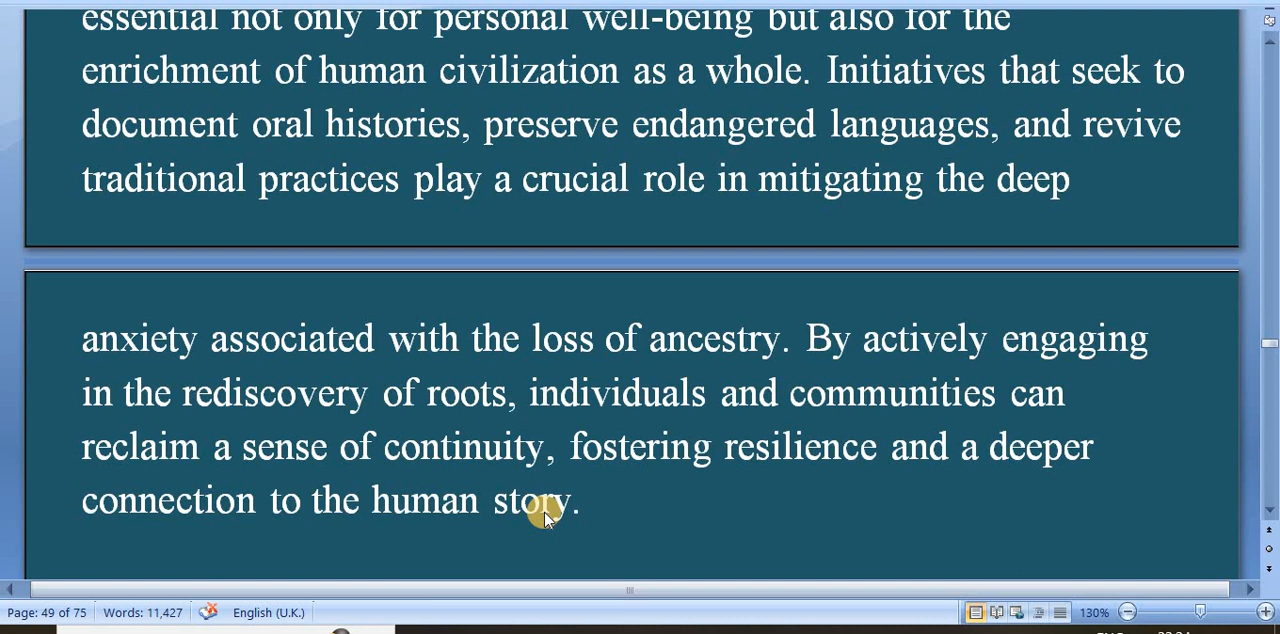 essential not only for personal well-being but also for the
enrichment of human civilization as a whole. Initiatives that seek to
document oral histories, preserve endangered languages, and revive
traditional practices play a crucial role in mitigating the deep
anxiety associated with the loss of ancestry. By actively engaging
in the rediscovery of roots, individuals and communities can
reclaim a sense of continuity, fostering resilience and a deeper
connection to the human story.
Page: 49 of 75 Words: 11,427 English (U.K.) 130%